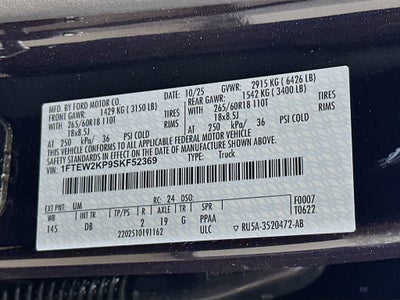 MFD. BY FORD MOTOR CO.
10/25 GVWR: 2915 KG (6426 LB)
FRONT GAWR: 1429 KG (3150 LB) REAR GAWR: 1542 KG (3400 LB)
WITH WITH
265/60R18 110T TIRES 265/60R18 110T TIRES
18x8.5J RIMS 18x8.5J RIMS
AT 250 kPa/ 36 PSI COLD AT 250 kPa/ 36 PSI COLD
THIS VEHICLE CONFORMS TO ALL APPLICABLE FEDERAL MOTOR VEHICLE
SAFETY STANDARDS IN EFFECT ON THE DATE OF MANUFACTURE SHOWN ABOVE.
VIN: 1FTEW2KP9SKF52369
TYPE: Truck
F0007
T0622
EXT PNT: UM RC: 24 DSO:
WB INT TR TP/PS R AXLE TR SPR
145 DB 2 19 G PPAA
2202510191162 ULC RU5A-3520472-AB